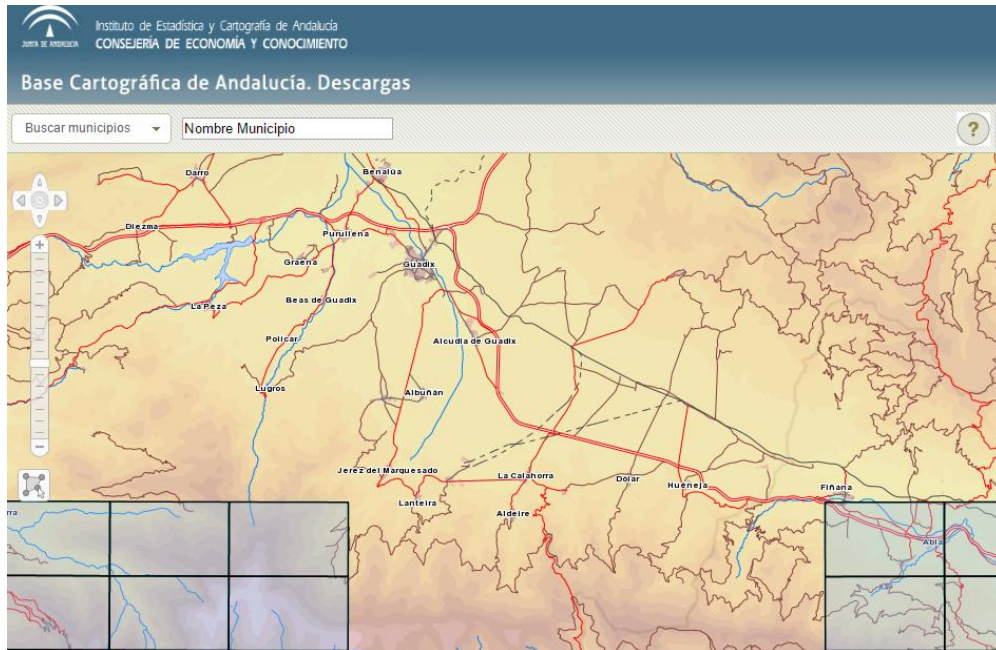 Instituto de Estadística y Cartografía de Andalucía
JUNTA DE ANDALUCIA
CONSEJERÍA DE ECONOMÍA Y CONOCIMIENTO
Base Cartográfica de Andalucía. Descargas
Buscar municipios
Nombre Municipio
?
Darro
Benalúa
Diezma
Purullena
Graena
Guadix
La Peza
Beas de Guadix
Policar
Alcudia de Guadix
Lugros
Albuñán
Jerez del Marquesado
La Calahorra
Dólar
Huéneja
Fiñana
Lanteira
Aldeire
rra
Abla